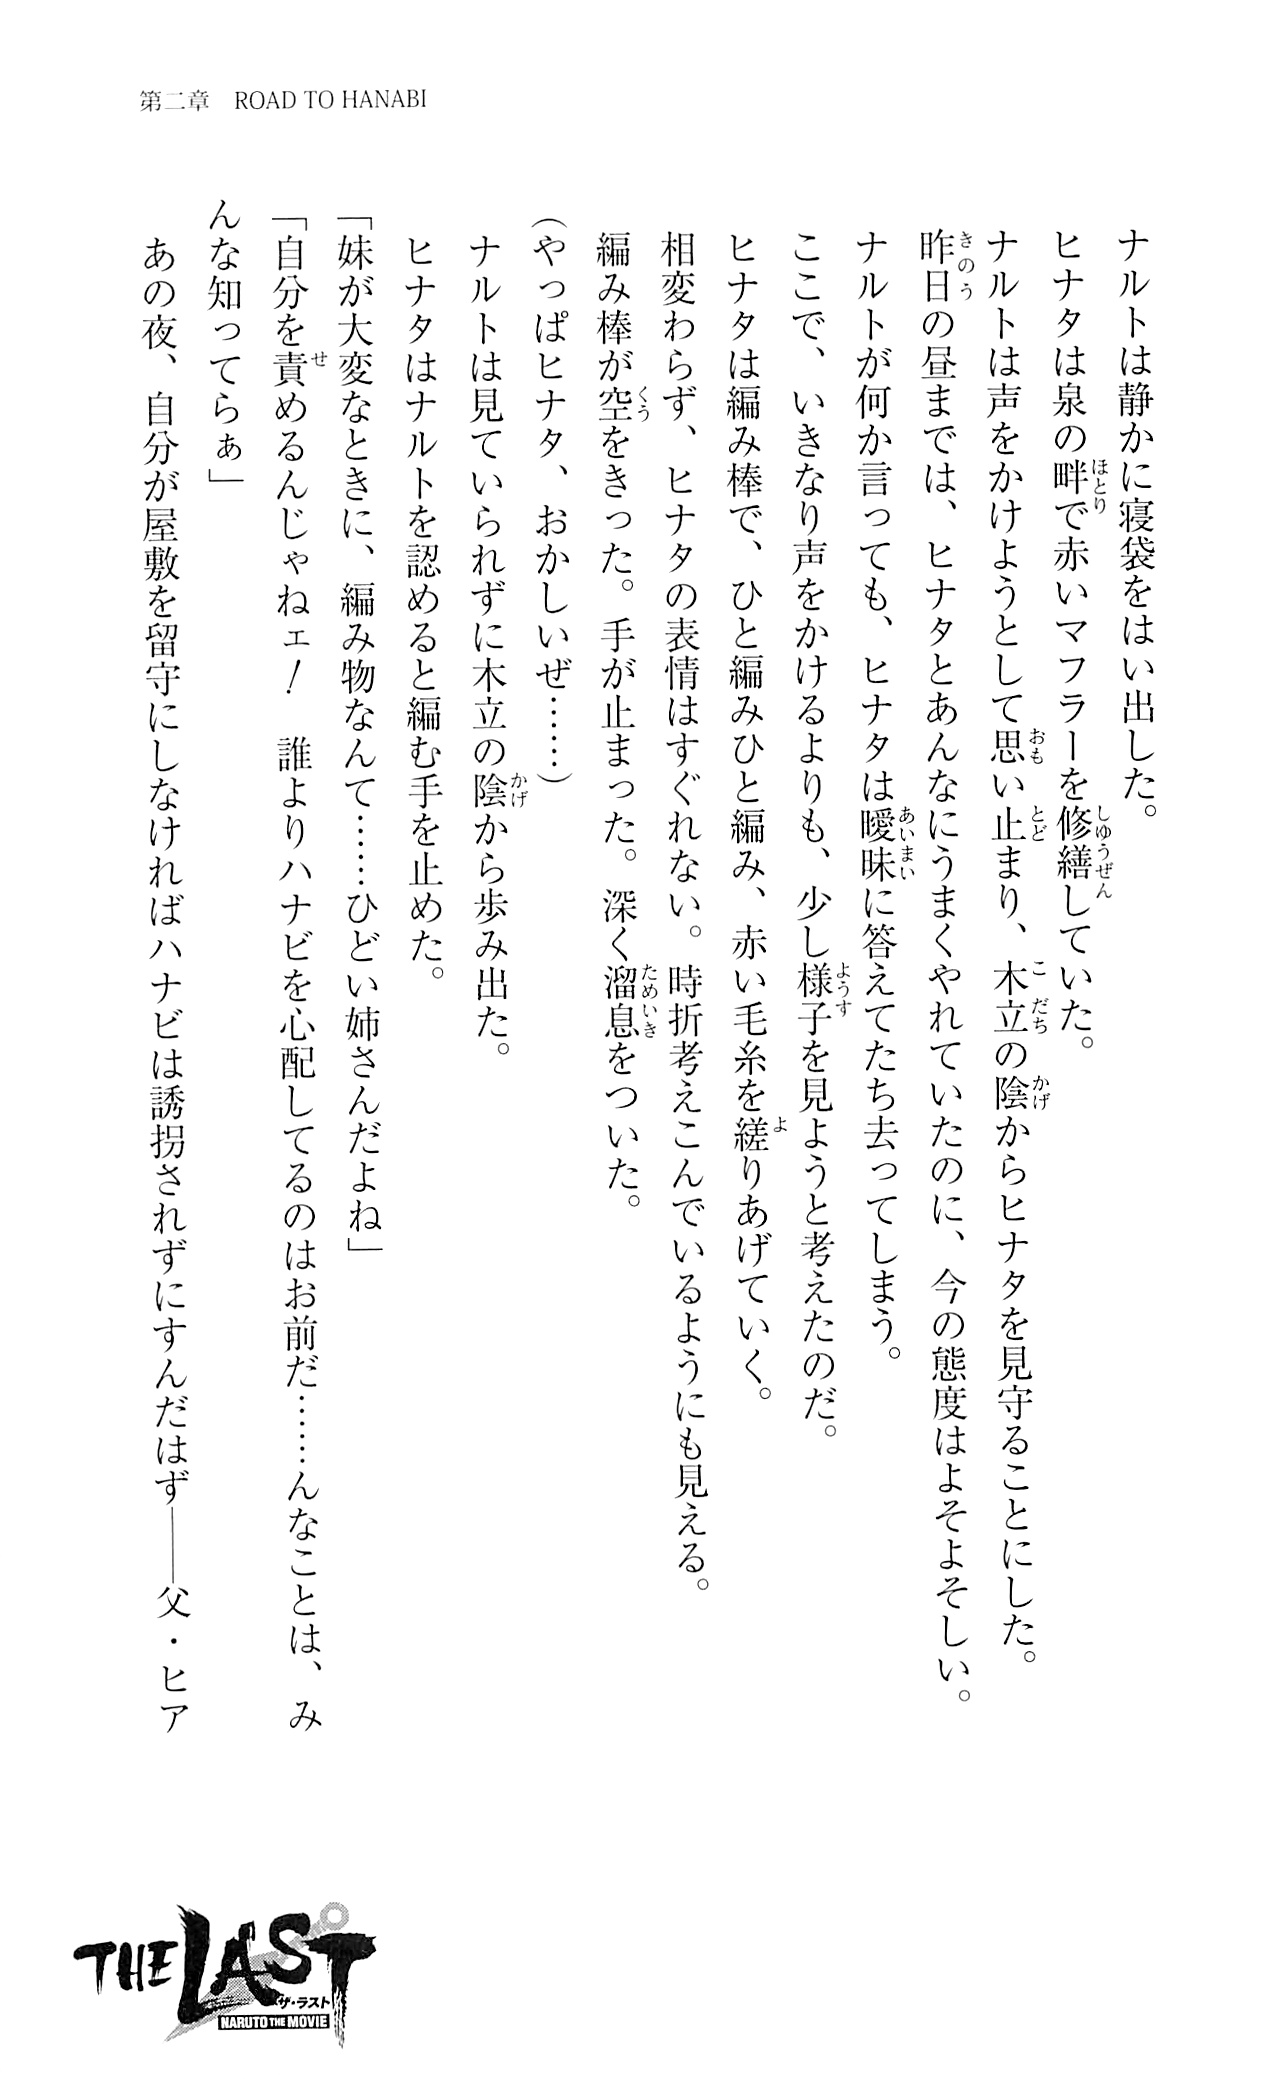 第二章 ROAD TO HANABI
ナルトは静かに寝袋をはい出した。
ヒナタは泉の畔で赤いマフラーを修繕していた。
ナルトは声をかけようとして思い止まり、木立の陰からヒナタを見守ることにした。
昨日の昼までは、ヒナタとあんなにうまくやれていたのに、今の態度はよそよそしい。
ナルトが何か言っても、ヒナタは曖昧に答えてたち去ってしまう。
ここで、いきなり声をかけるよりも、少し様子を見ようと考えたのだ。
ヒナタは編み棒で、ひと編みひと編み、赤い毛糸を縒りあげていく。
相変わらず、ヒナタの表情はすぐれない。時折考えこんでいるようにも見える。
編み棒が空をきった。手が止まった。深く溜息をついた。
(やっぱヒナタ、おかしいぜ……)
ナルトは見ていられずに木立の陰から歩み出た。
ヒナタはナルトを認めると編む手を止めた。
「妹が大変なときに、編み物なんて……ひどい姉さんだよね」
「自分を責めるんじゃねェ！　誰よりハナビを心配してるのはお前だ……んなことは、み
んな知ってらぁ」
あの夜、自分が屋敷を留守にしなければハナビは誘拐されずにすんだはず――父・ヒア
THE LAST
ザ・ラスト
NARUTO THE MOVIE